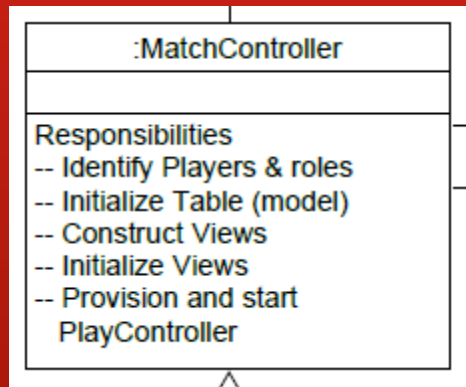 :MatchController
Responsibilities
-- Identify Players & roles
-- Initialize Table (model)
-- Construct Views
-- Initialize Views
-- Provision and start
PlayController